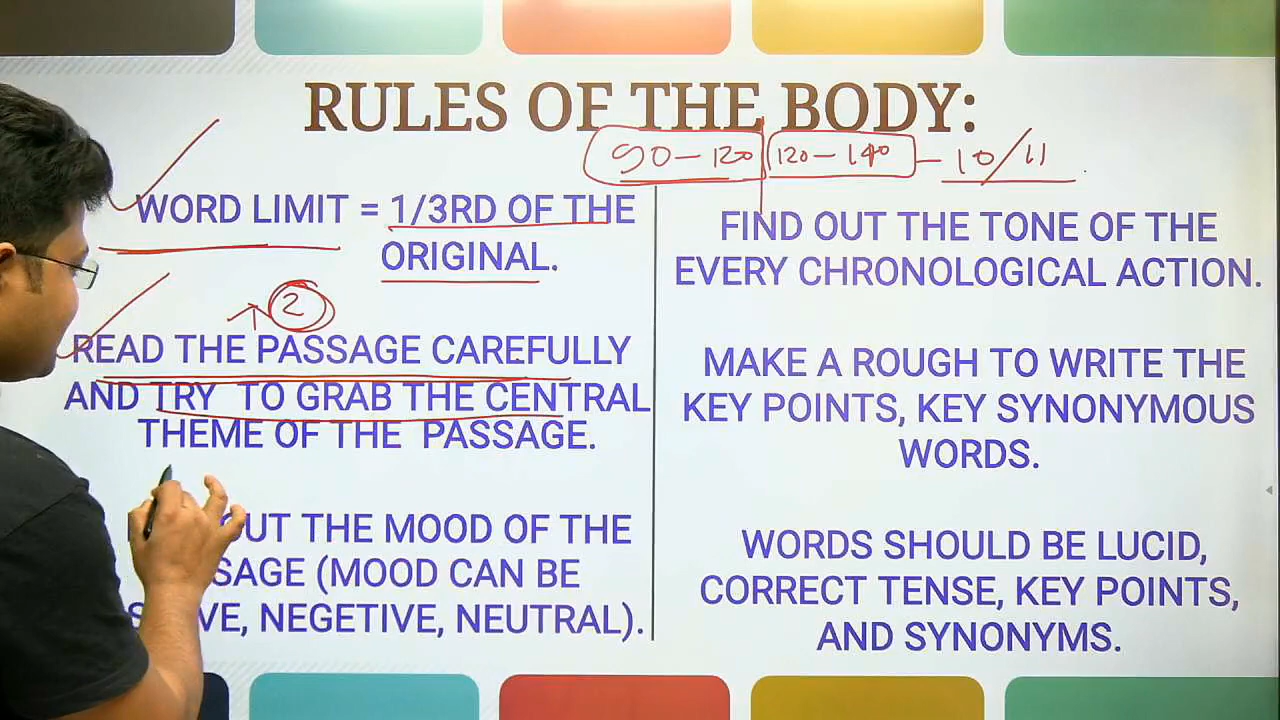 RULES OF THE BODY:
90-120 120-140 - 10/11
WORD LIMIT = 1/3RD OF THE
ORIGINAL.
2
READ THE PASSAGE CAREFULLY
AND TRY TO GRAB THE CENTRAL
THEME OF THE PASSAGE.
OUT THE MOOD OF THE
(MOOD CAN BE
NEGETIVE, NEUTRAL).
FIND OUT THE TONE OF THE
EVERY CHRONOLOGICAL ACTION.
MAKE A ROUGH TO WRITE THE
KEY POINTS, KEY SYNONYMOUS
WORDS.
WORDS SHOULD BE LUCID,
CORRECT TENSE, KEY POINTS,
AND SYNONYMS.